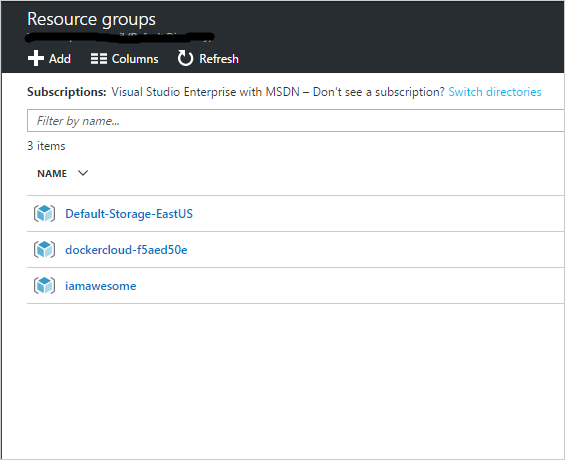 Resource groups
Add Columns Refresh
Subscriptions: Visual Studio Enterprise with MSDN – Don't see a subscription? Switch directories
Filter by name...
3 items
NAME
Default-Storage-EastUS
dockercloud-f5aed50e
iamawesome